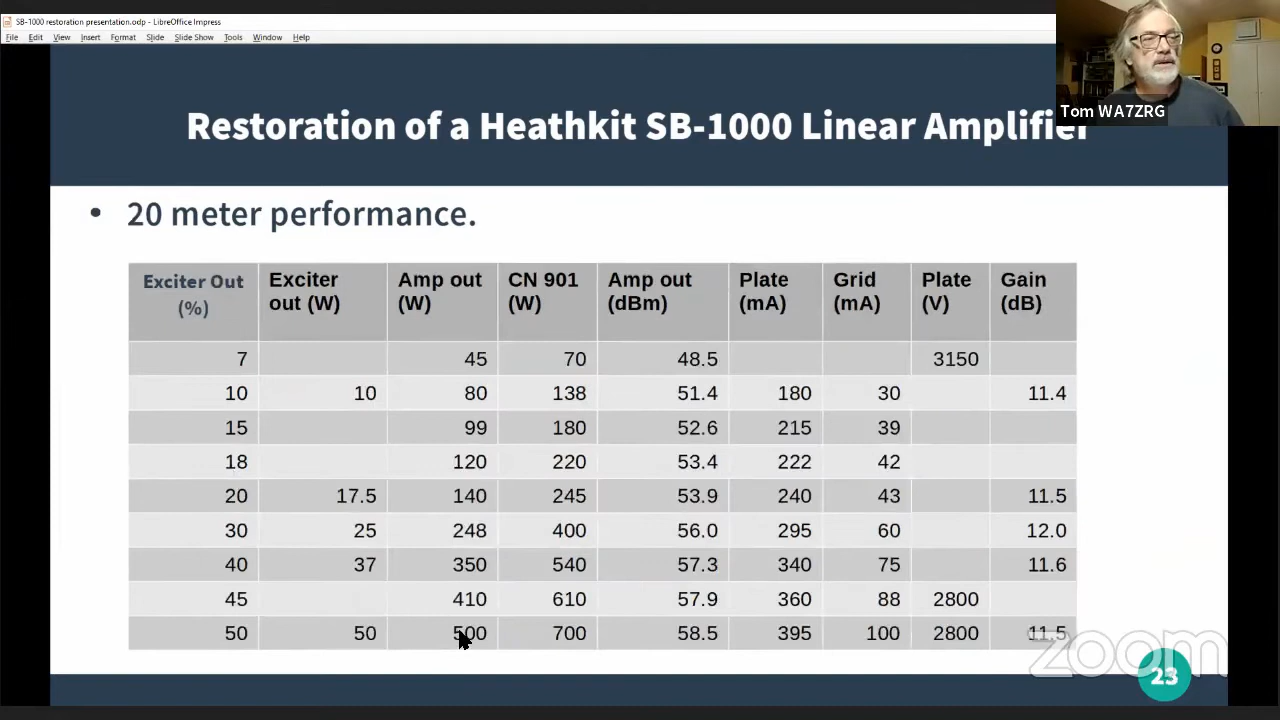 SB-1000 restoration presentation.odp - LibreOffice Impress
File Edit View Insert Format Slide Slide Show Tools Window Help
Tom WA7ZRG
Restoration of a Heathkit SB-1000 Linear Amplifier
• 20 meter performance.
Exciter Out (%) Exciter out (W) Amp out (W) CN 901 (W) Amp out (dBm) Plate (mA) Grid (mA) Plate (V) Gain (dB)
7 45 70 48.5 3150
10 10 80 138 51.4 180 30 11.4
15 99 180 52.6 215 39
18 120 220 53.4 222 42
20 17.5 140 245 53.9 240 43 11.5
30 25 248 400 56.0 295 60 12.0
40 37 350 540 57.3 340 75 11.6
45 410 610 57.9 360 88 2800
50 50 500 700 58.5 395 100 2800 11.5
zoom
23